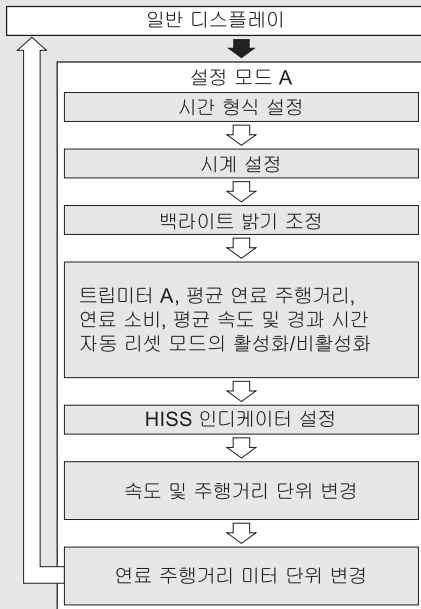 일반 디스플레이
설정 모드 A
시간 형식 설정
시계 설정
백라이트 밝기 조정
트립미터 A, 평균 연료 주행거리,
연료 소비, 평균 속도 및 경과 시간
자동 리셋 모드의 활성화/비활성화
HISS 인디케이터 설정
속도 및 주행거리 단위 변경
연료 주행거리 미터 단위 변경